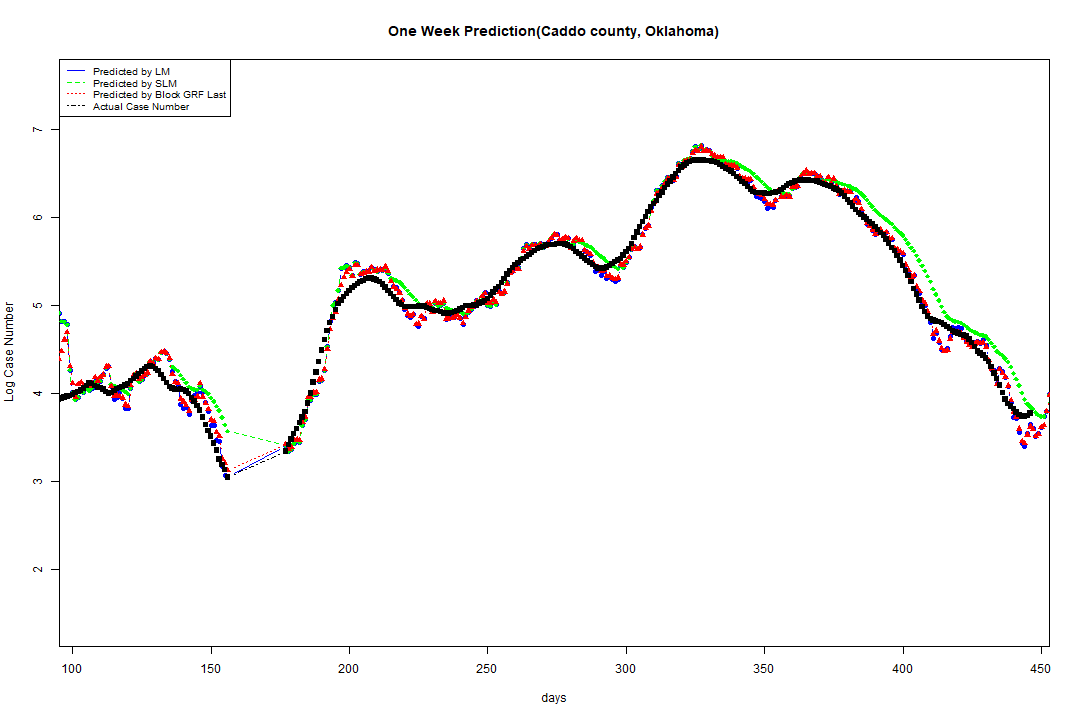 One Week Prediction(Caddo county, Oklahoma)
Predicted by LM
Predicted by SLM
Predicted by Block GRF Last
Actual Case Number
7
6
5
4
3
2
Log Case Number
100 150 200 250 300 350 400 450
days